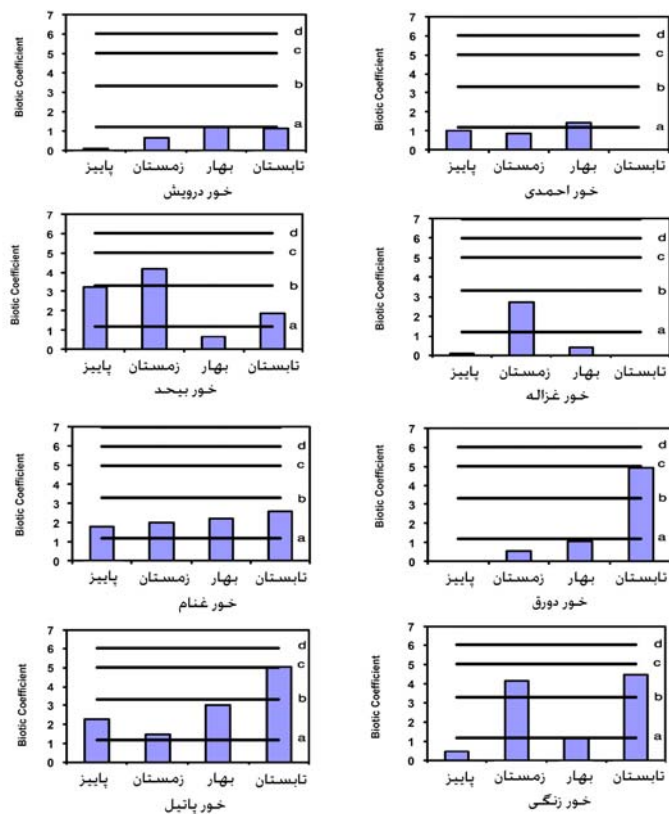 Biotic Coefficient
7
6
5
4
3
2
1
0
d
c
b
a
پاییز زمستان بهار تابستان
خور درویش
Biotic Coefficient
7
6
5
4
3
2
1
0
d
c
b
a
پاییز زمستان بهار تابستان
خور احمدی
Biotic Coefficient
7
6
5
4
3
2
1
0
d
c
b
a
پاییز زمستان بهار تابستان
خور بیحد
Biotic Coefficient
7
6
5
4
3
2
1
0
d
c
b
a
پاییز زمستان بهار تابستان
خور غزاله
Biotic Coefficient
7
6
5
4
3
2
1
0
d
c
b
a
پاییز زمستان بهار تابستان
خور غنام
Biotic Coefficient
7
6
5
4
3
2
1
0
d
c
b
a
پاییز زمستان بهار تابستان
خور دورق
Biotic Coefficient
7
6
5
4
3
2
1
0
d
c
b
a
پاییز زمستان بهار تابستان
خور پاتیل
Biotic Coefficient
7
6
5
4
3
2
1
0
d
c
b
a
پاییز زمستان بهار تابستان
خور زنگی